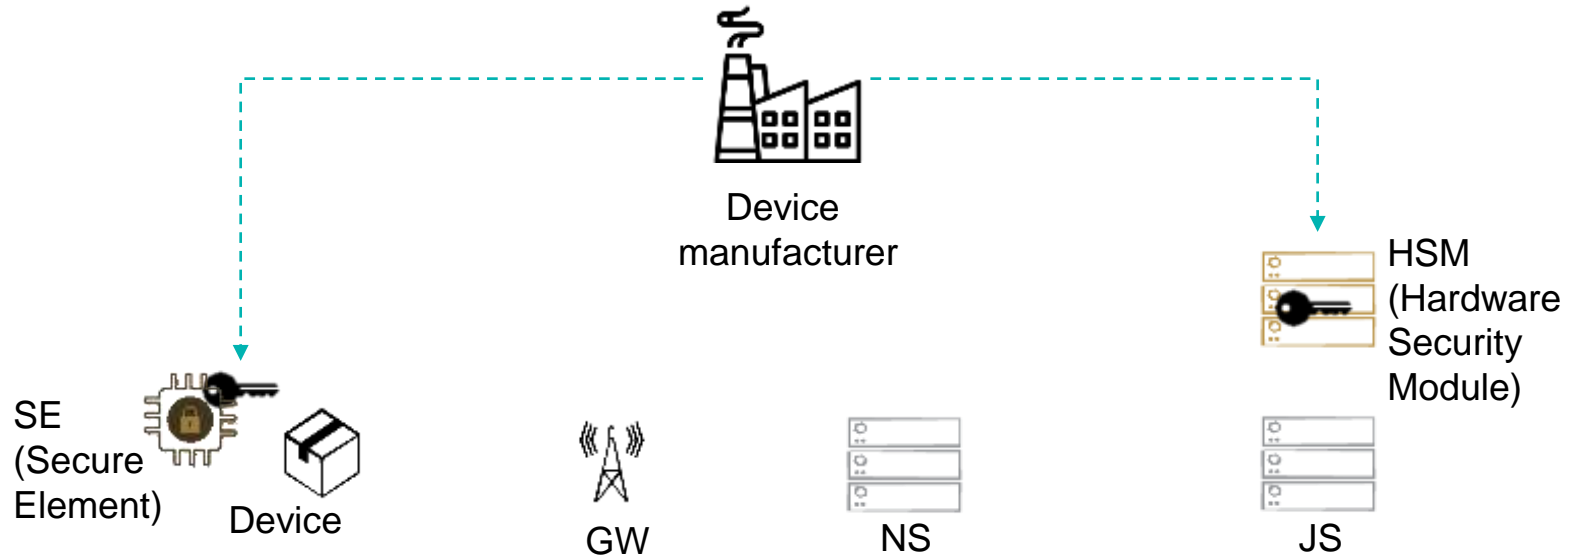 Device
manufacturer
HSM
(Hardware
Security
Module)
SE
(Secure
Element)
Device
GW
NS
JS